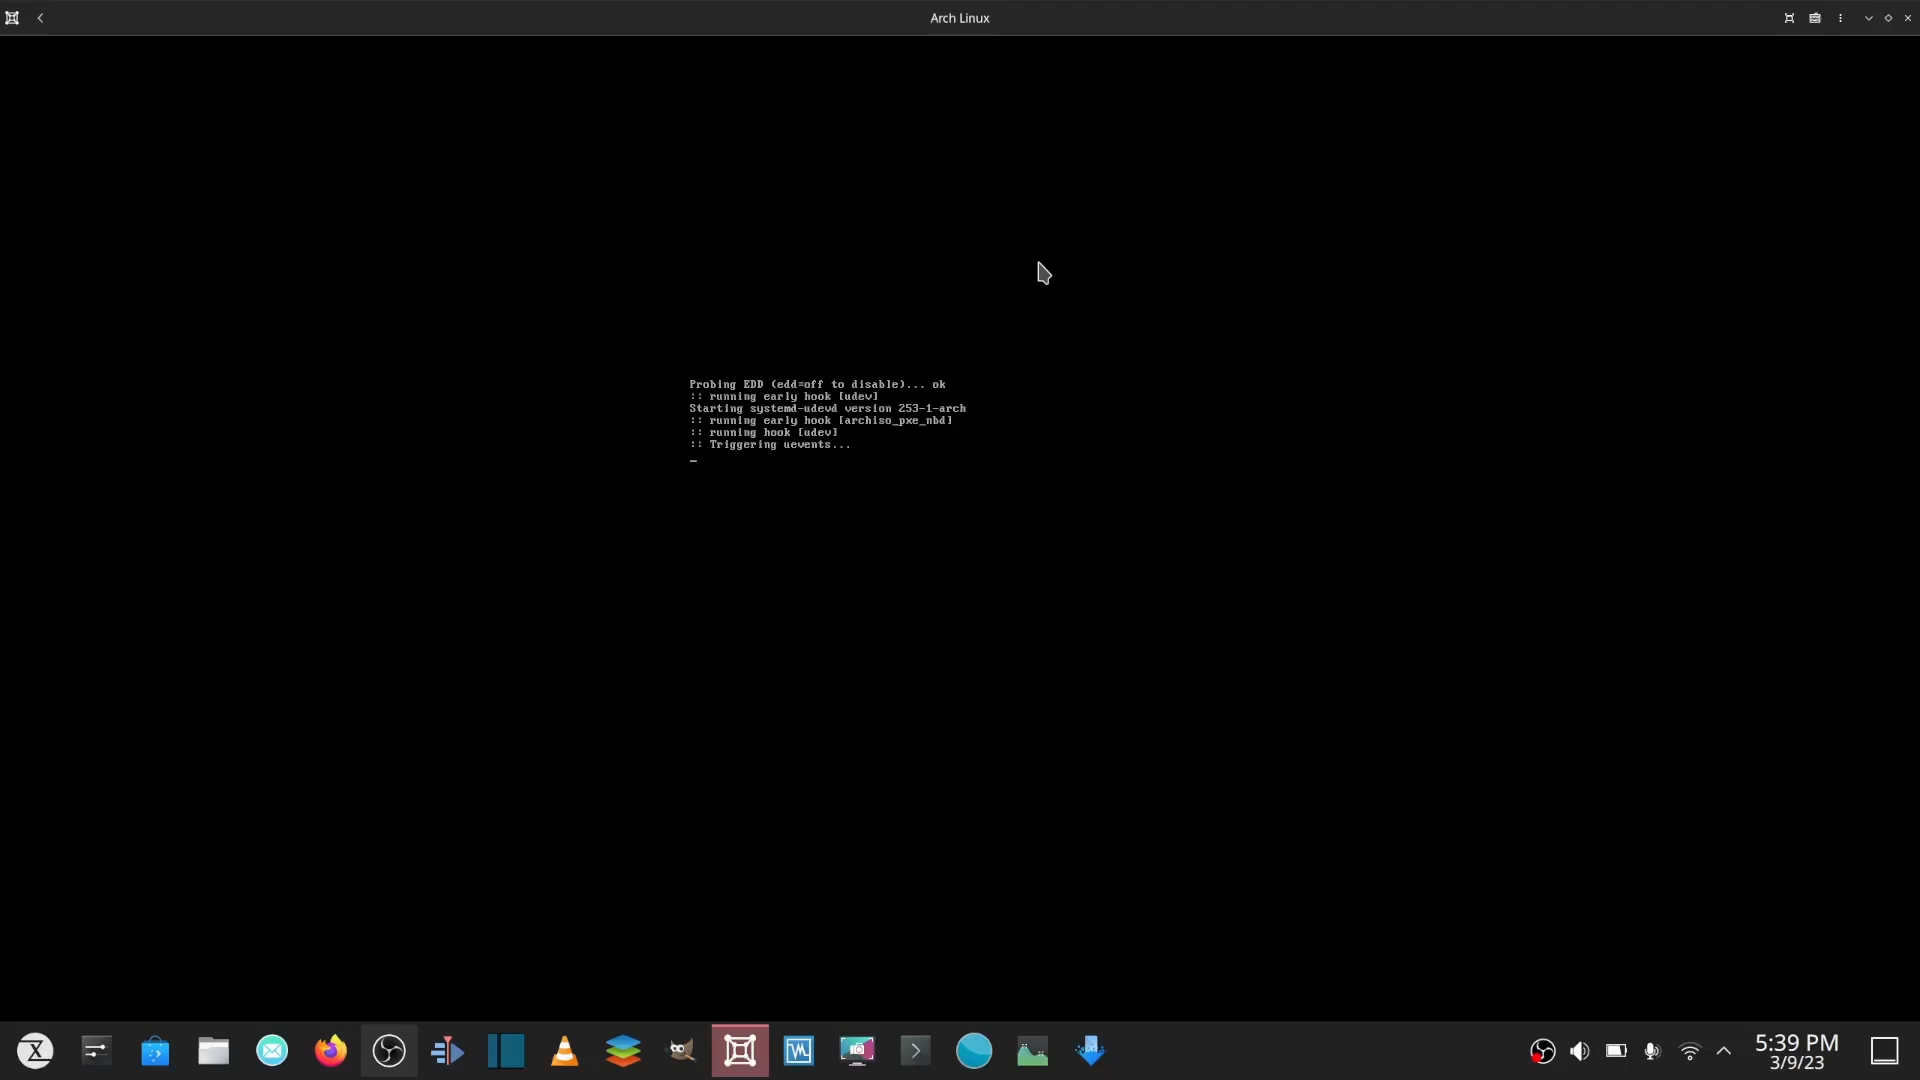 Arch Linux
Probing EDD (edd=off to disable)... ok
:: running early hook [udev]
Starting systemd-udevd version 253-1-arch
:: running early hook [archiso_pxe_nbd]
:: running hook [udev]
:: Triggering uevents...
_
5:39 PM
3/9/23